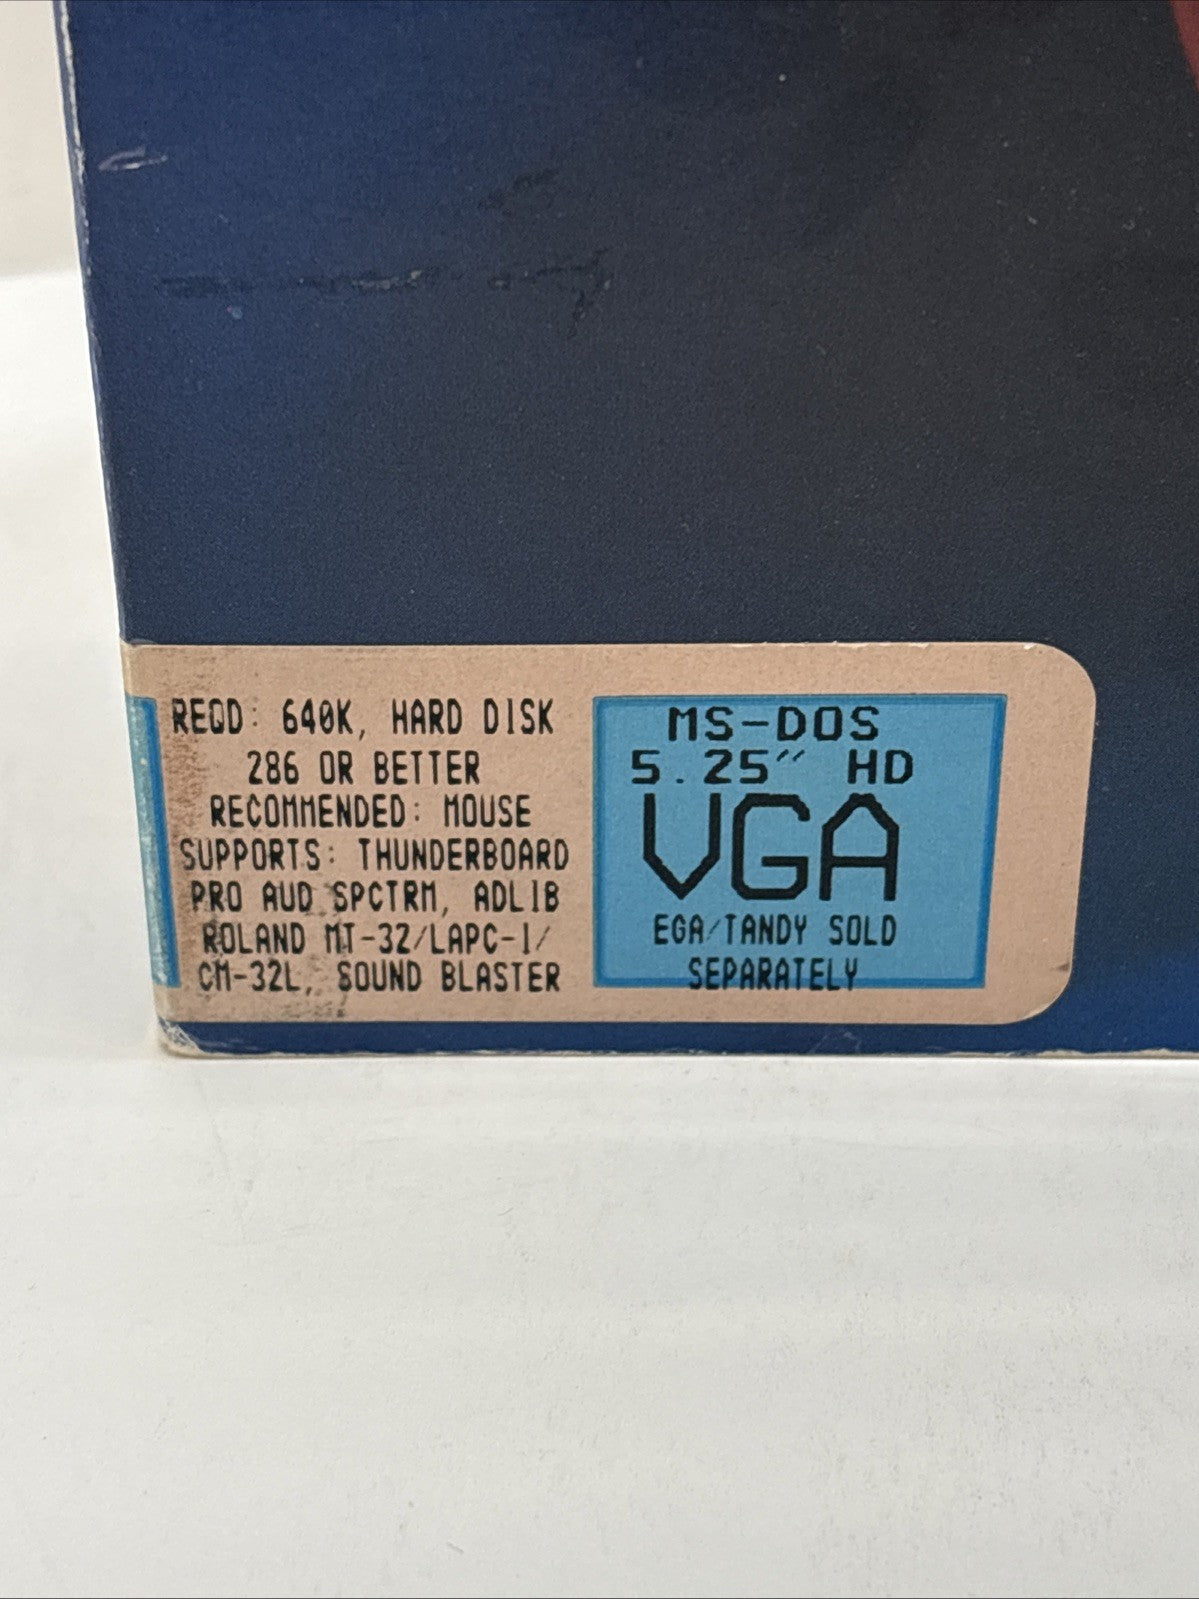 REQD: 640K, HARD DISK
286 OR BETTER
RECOMMENDED: MOUSE
SUPPORTS: THUNDERBOARD
PRO AUD SPCTRM, ADLIB
ROLAND MT-32/LAPC-1/
CM-32L, SOUND BLASTER
MS-DOS
5.25" HD
VGA
EGA/TANDY SOLD
SEPARATELY